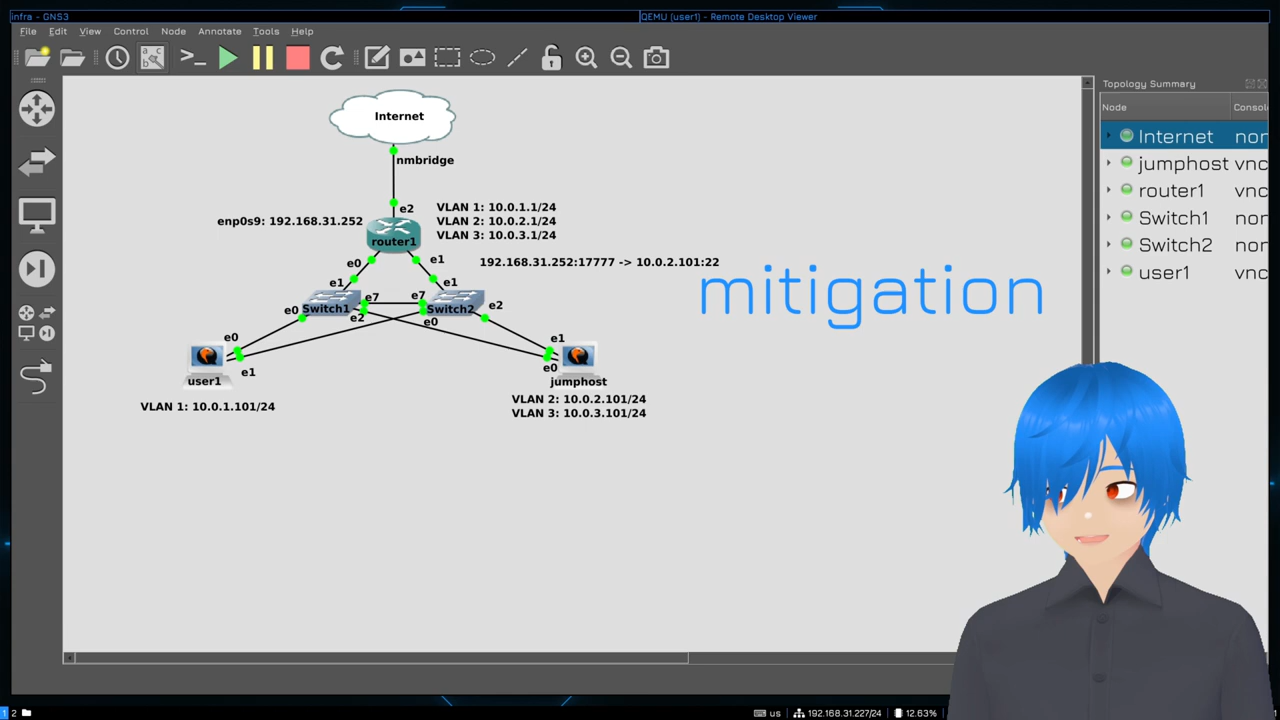 infra - GNS3
QEMU (user1) - Remote Desktop Viewer
File Edit View Control Node Annotate Tools Help
Topology Summary
Node
Internet
jumphost vnc
router1 vnc
Switch1
Switch2
user1 vnc
Internet
nmbridge
e2
enp0s9: 192.168.31.252
VLAN 1: 10.0.1.1/24
VLAN 2: 10.0.2.1/24
VLAN 3: 10.0.3.1/24
router1
e0
e1
192.168.31.252:17777 -> 10.0.2.101:22
mitigation
e1
e1
e0
Switch1
e7
e7
Switch2
e2
e2
e0
e0
e1
user1
VLAN 1: 10.0.1.101/24
e1
e0
jumphost
VLAN 2: 10.0.2.101/24
VLAN 3: 10.0.3.101/24
1 2
us
192.168.31.227/24
12.63%